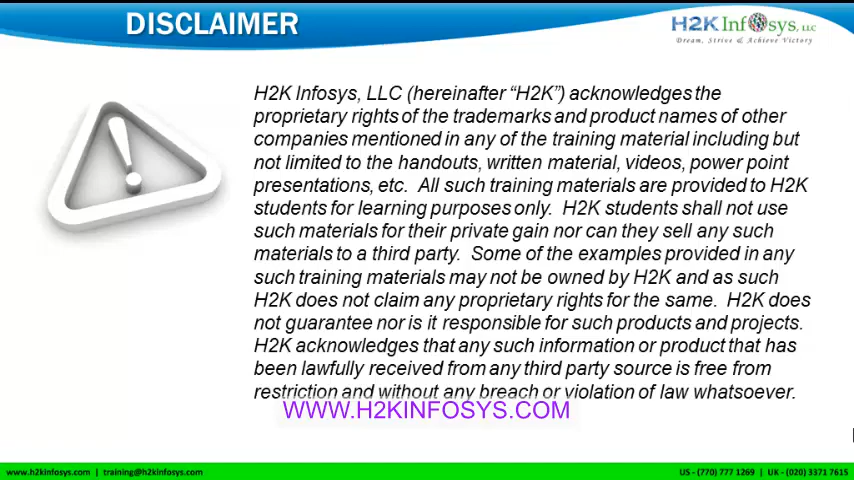 DISCLAIMER
H2K Infosys, LLC
Dream, Strive & Achieve Victory
H2K Infosys, LLC (hereinafter “H2K”) acknowledges the
proprietary rights of the trademarks and product names of other
companies mentioned in any of the training material including but
not limited to the handouts, written material, videos, power point
presentations, etc. All such training materials are provided to H2K
students for learning purposes only. H2K students shall not use
such materials for their private gain nor can they sell any such
materials to a third party. Some of the examples provided in any
such training materials may not be owned by H2K and as such
H2K does not claim any proprietary rights for the same. H2K does
not guarantee nor is it responsible for such products and projects.
H2K acknowledges that any such information or product that has
been lawfully received from any third party source is free from
restriction and without any breach or violation of law whatsoever.
WWW.H2KINFOSYS.COM
www.h2kinfosys.com | training@h2kinfosys.com
US - (770) 777 1269 | UK - (020) 3371 7615